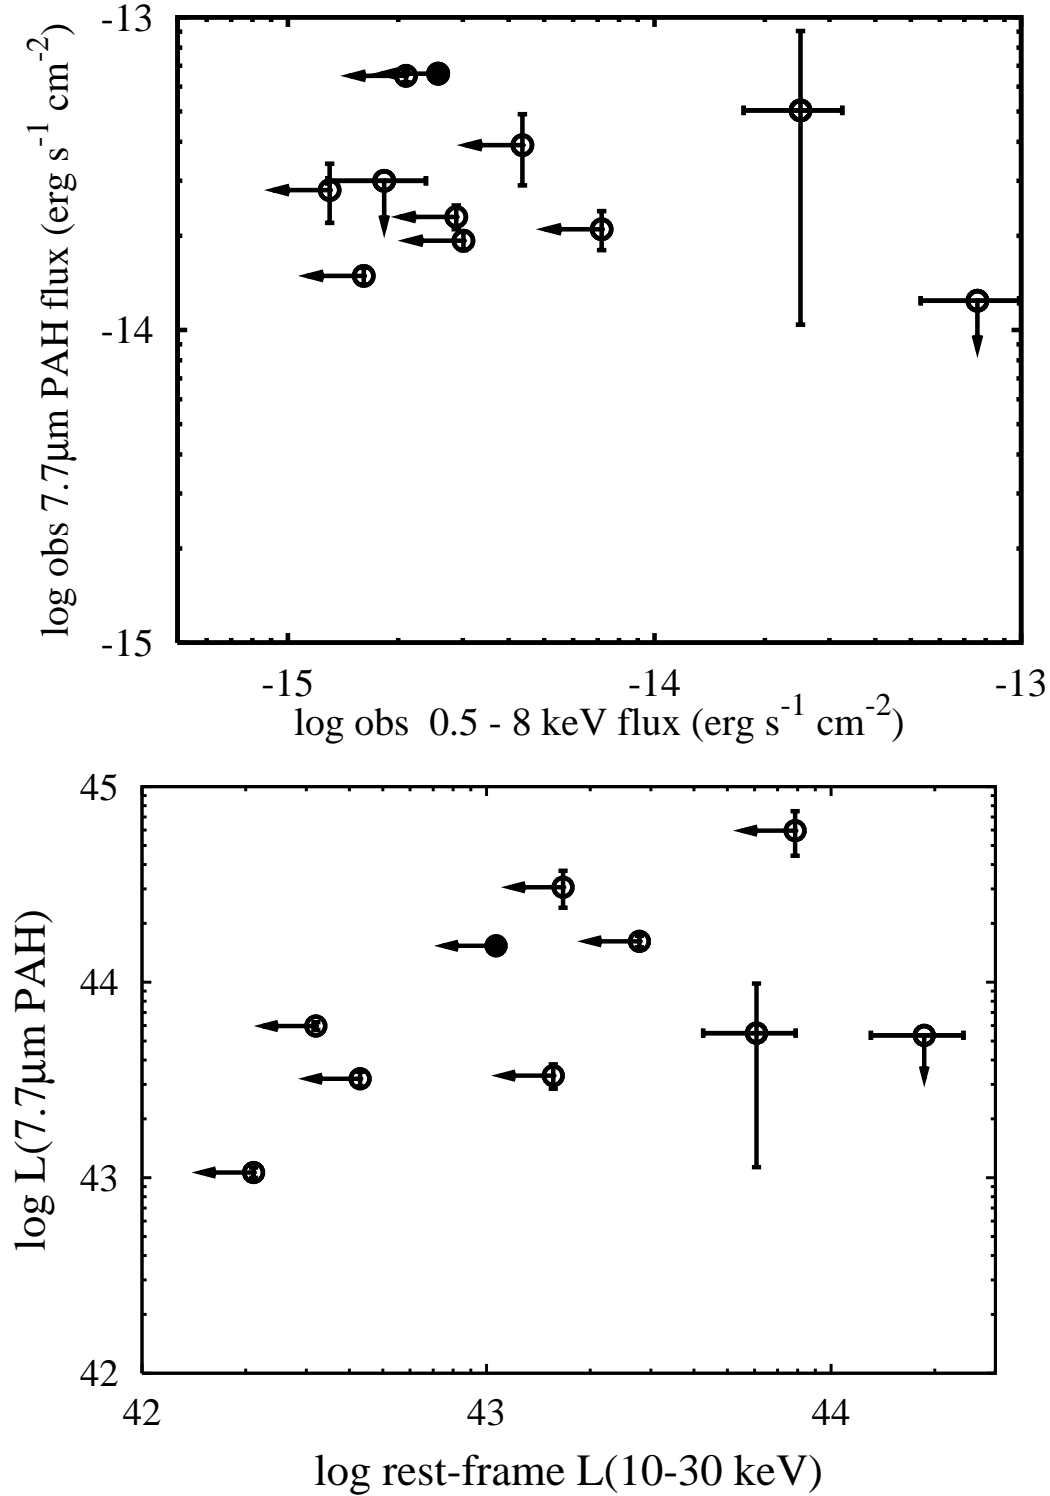 -13
-14
-15
log obs 7.7μm PAH flux (erg s-1 cm-2)
-15 -14 -13
log obs 0.5 - 8 keV flux (erg s-1 cm-2)
45
44
43
42
log L(7.7μm PAH)
42 43 44
log rest-frame L(10-30 keV)